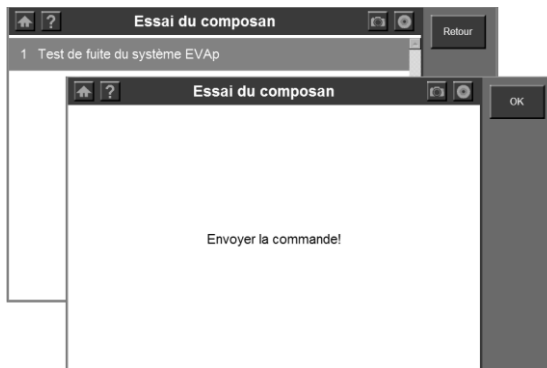 ? Essai du composan
Retour
1 Test de fuite du système EVAp
? Essai du composan
OK
Envoyer la commande!